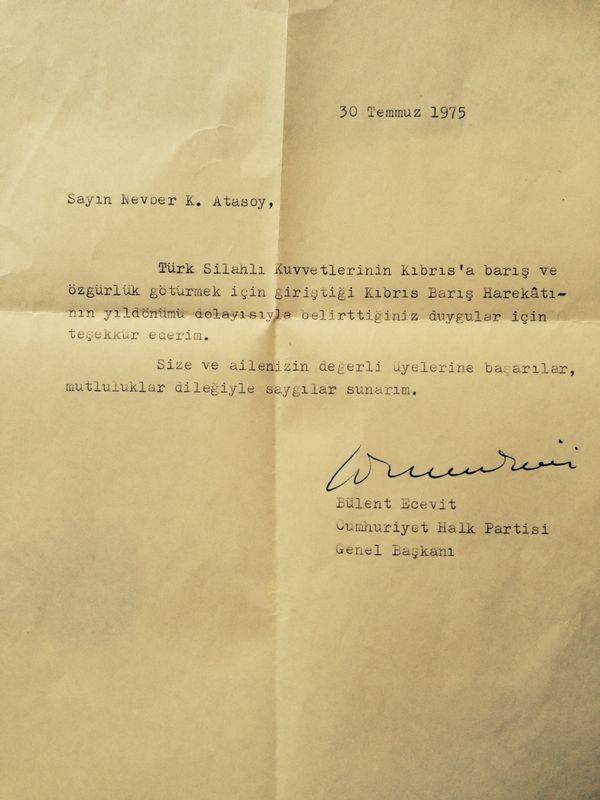 30 Temmuz 1975
Sayın Nevber K. Atasoy,
Türk Silahlı Kuvvetlerinin Kıbrıs'a barış ve
özgürlük götürmek için giriştiği Kıbrıs Barış Harekâtı-
nın yıldönümü dolayısıyla belirttiğiniz duygular için
teşekkür ederim.
Size ve ailenizin değerli üyelerine başarılar,
mutluluklar dileğiyle saygılar sunarım.
Bülent Ecevit
Cumhuriyet Halk Partisi
Genel Başkanı